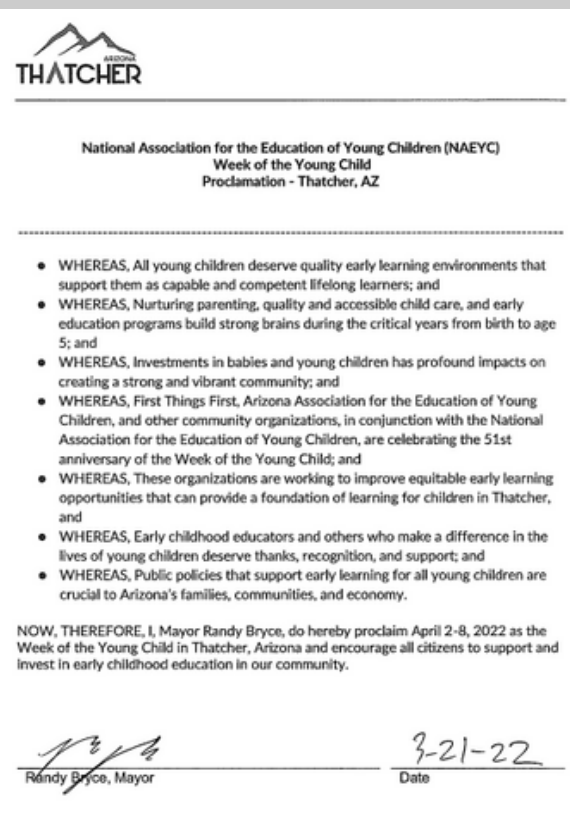 ARIZONA
THATCHER
National Association for the Education of Young Children (NAEYC)
Week of the Young Child
Proclamation - Thatcher, AZ
● WHEREAS, All young children deserve quality early learning environments that
support them as capable and competent lifelong learners; and
● WHEREAS, Nurturing parenting, quality and accessible child care, and early
education programs build strong brains during the critical years from birth to age
5; and
● WHEREAS, Investments in babies and young children has profound impacts on
creating a strong and vibrant community; and
● WHEREAS, First Things First, Arizona Association for the Education of Young
Children, and other community organizations, in conjunction with the National
Association for the Education of Young Children, are celebrating the 51st
anniversary of the Week of the Young Child; and
● WHEREAS, These organizations are working to improve equitable early learning
opportunities that can provide a foundation of learning for children in Thatcher,
and
● WHEREAS, Early childhood educators and others who make a difference in the
lives of young children deserve thanks, recognition, and support; and
● WHEREAS, Public policies that support early learning for all young children are
crucial to Arizona's families, communities, and economy.
NOW, THEREFORE, I, Mayor Randy Bryce, do hereby proclaim April 2-8, 2022 as the
Week of the Young Child in Thatcher, Arizona and encourage all citizens to support and
invest in early childhood education in our community.
3-21-22
Randy Bryce, Mayor Date